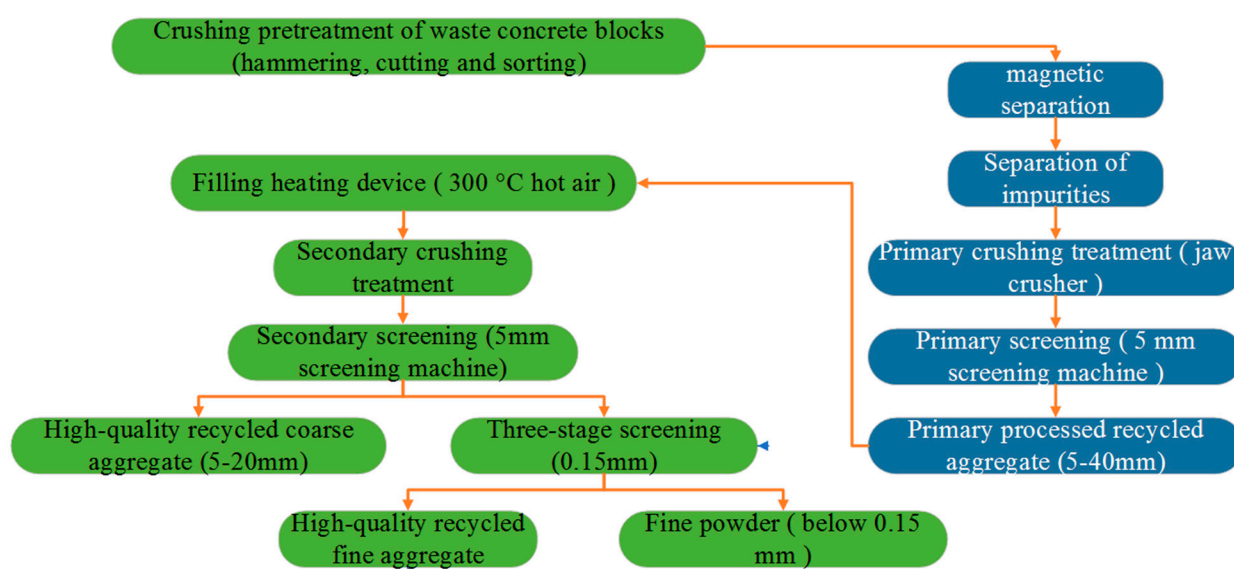 Crushing pretreatment of waste concrete blocks
(hammering, cutting and sorting)
magnetic
separation
Separation of
impurities
Filling heating device ( 300 °C hot air )
Secondary crushing
treatment
Primary crushing treatment ( jaw
crusher )
Secondary screening (5mm
screening machine)
Primary screening ( 5 mm
screening machine )
High-quality recycled coarse
aggregate (5-20mm)
Three-stage screening
(0.15mm)
Primary processed recycled
aggregate (5-40mm)
High-quality recycled
fine aggregate
Fine powder ( below 0.15
mm )